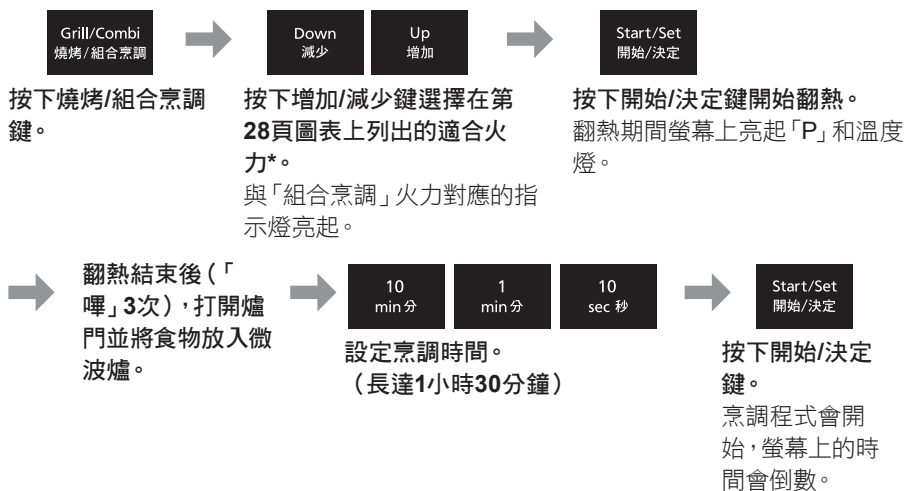 Grill/Combi
燒烤/組合烹調
Down
減少
Up
增加
Start/Set
開始/決定
按下燒烤/組合烹調
鍵。
按下增加/減少鍵選擇在第
28頁圖表上列出的適合火
力*。
與「組合烹調」火力對應的指
示燈亮起。
按下開始/決定鍵開始翻熱。
翻熱期間螢幕上亮起「P」和溫度
燈。
翻熱結束後(「
嗶」3次),打開爐
門並將食物放入微
波爐。
10
min 分
1
min 分
10
sec 秒
設定烹調時間。
(長達1小時30分鐘)
Start/Set
開始/決定
按下開始/決定
鍵。
烹調程式會開
始,螢幕上的時
間會倒數。